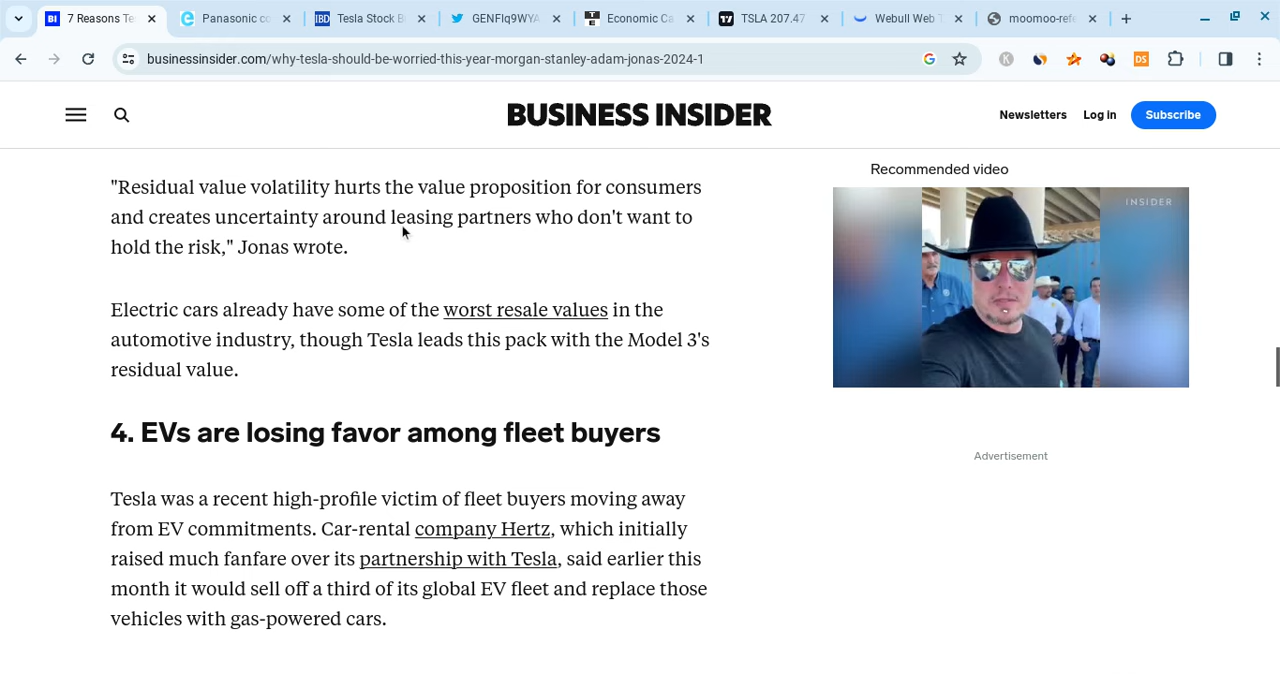 7 Reasons Te
Panasonic co
Tesla Stock B
GENFIq9WYA
Economic Ca
TSLA 207.47
Webull Web T
moomoo-refe
businessinsider.com/why-tesla-should-be-worried-this-year-morgan-stanley-adam-jonas-2024-1
BUSINESS INSIDER
Newsletters
Log in
Subscribe
"Residual value volatility hurts the value proposition for consumers
and creates uncertainty around leasing partners who don't want to
hold the risk," Jonas wrote.
Electric cars already have some of the worst resale values in the
automotive industry, though Tesla leads this pack with the Model 3's
residual value.
4. EVs are losing favor among fleet buyers
Tesla was a recent high-profile victim of fleet buyers moving away
from EV commitments. Car-rental company Hertz, which initially
raised much fanfare over its partnership with Tesla, said earlier this
month it would sell off a third of its global EV fleet and replace those
vehicles with gas-powered cars.
Recommended video
INSIDER
Advertisement